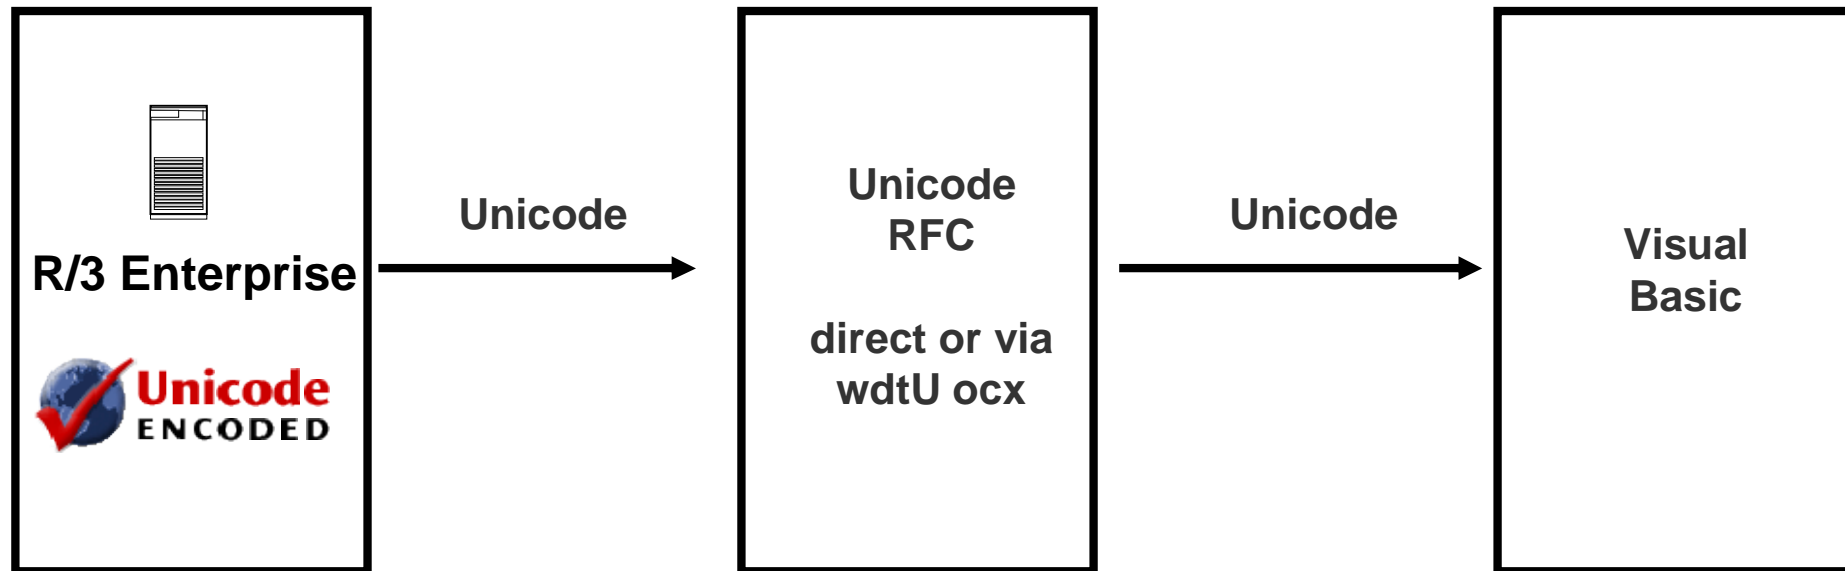 R/3 Enterprise
Unicode
ENCODED
Unicode
Unicode
RFC
direct or via
wdtU ocx
Unicode
Visual
Basic